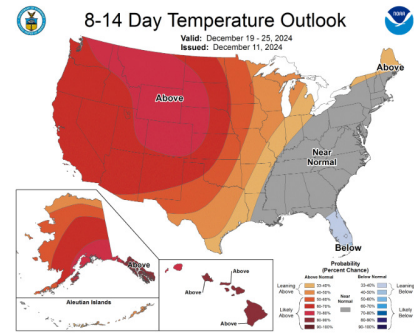 8-14 Day Temperature Outlook
Valid: December 19 - 25, 2024
Issued: December 11, 2024
NOAA
Above
Above
Near
Normal
Below
Above
Aleutian Islands
Above
Above
Probability
(Percent Chance)
Above Normal
Below Normal
Leaning
Above
33-40%
40-50%
50-60%
Likely
Above
60-70%
70-80%
80-90%
90-100%
Near
Normal
33-40%
40-50%
50-60%
60-70%
70-80%
80-90%
90-100%
Leaning
Below
Likely
Below